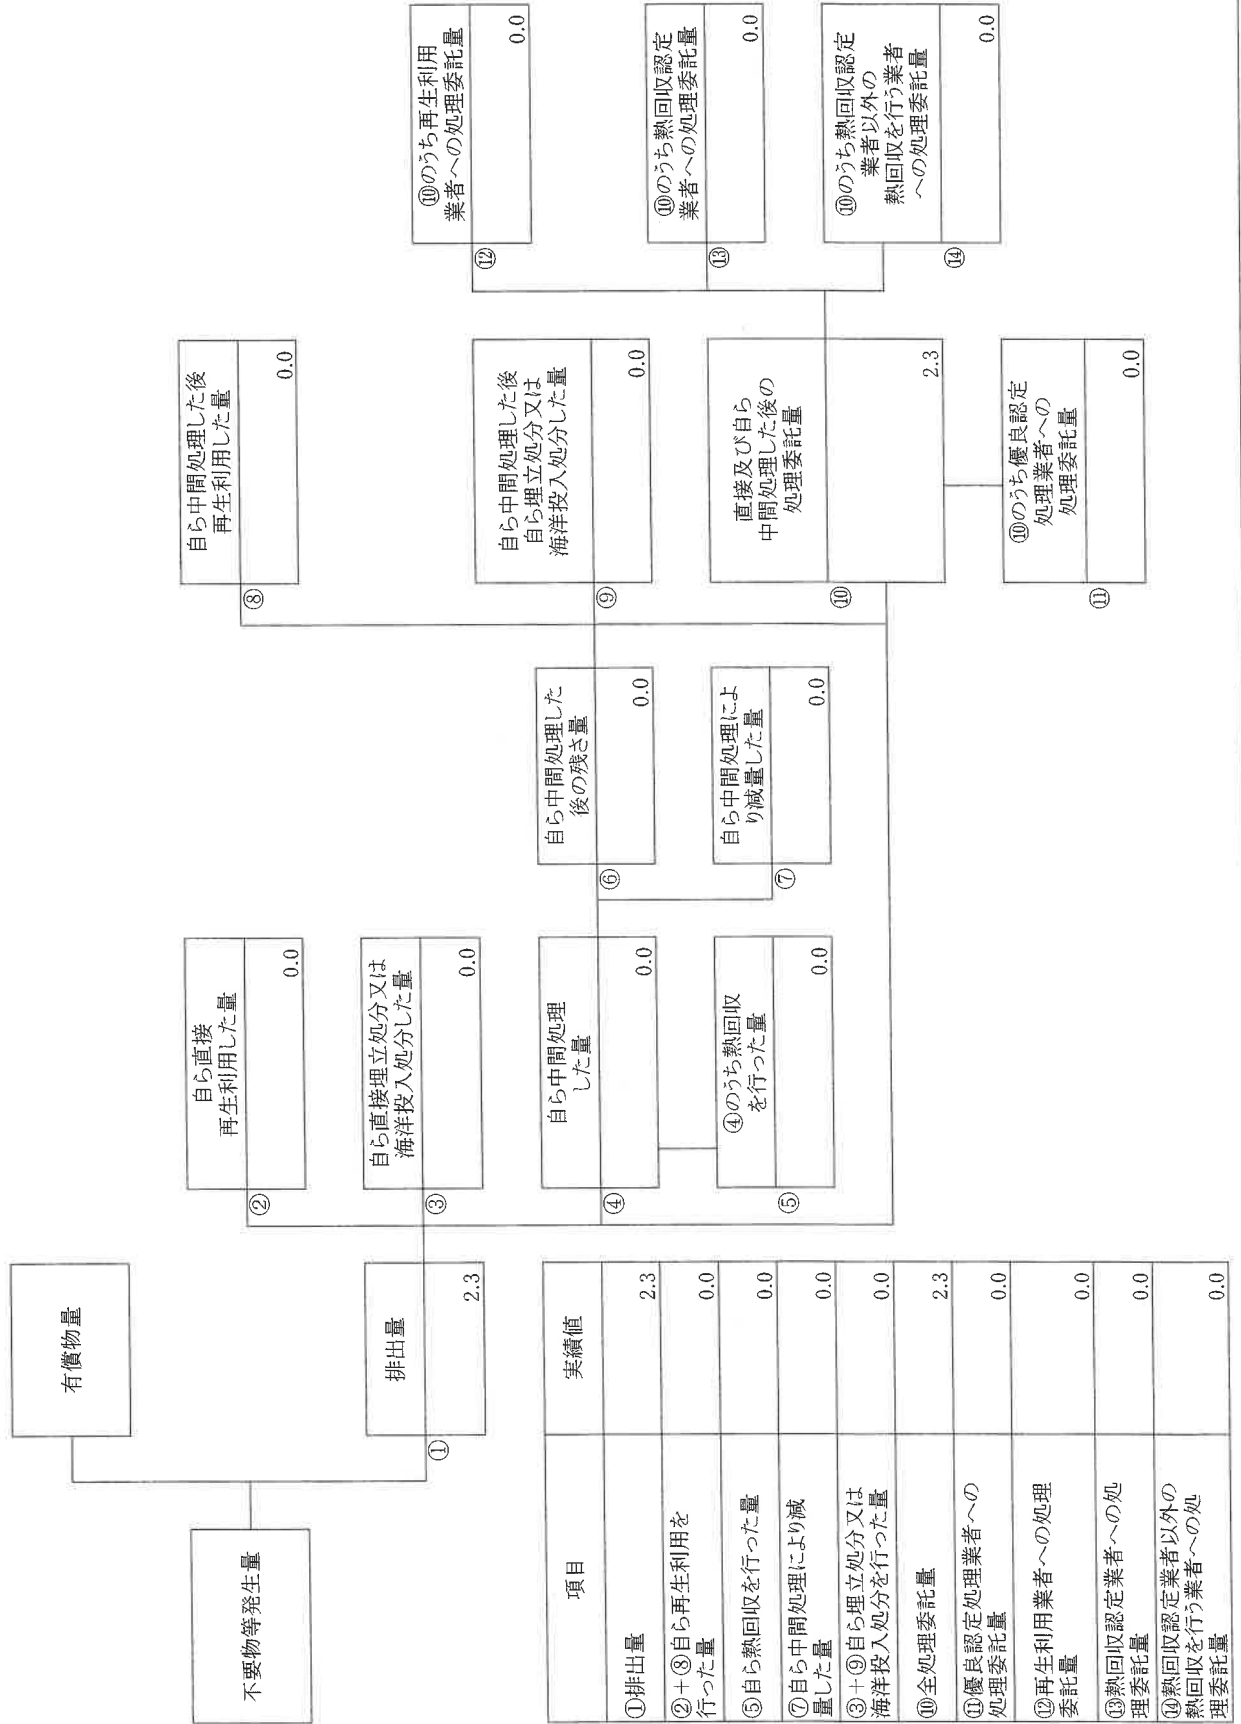 不要物等発生量
有償物量
排出量
①
2.3
自ら直接
再生利用した量
②
0.0
自ら直接埋立処分又は
海洋投入処分した量
③
0.0
自ら中間処理
した量
④
0.0
④のうち熱回収
を行った量
⑤
0.0
自ら中間処理した
後の残さ量
⑥
0.0
自ら中間処理によ
り減量した量
⑦
0.0
自ら中間処理した後
再生利用した量
⑧
0.0
自ら中間処理した後
自ら埋立処分又は
海洋投入処分した量
⑨
0.0
直接及び自ら
中間処理した後の
処理委託量
⑩
2.3
⑩のうち優良認定
処理業者への
処理委託量
⑪
0.0
⑩のうち再生利用
業者への処理委託量
⑫
0.0
⑩のうち熱回収認定
業者への処理委託量
⑬
0.0
⑩のうち熱回収認定
業者以外の
熱回収を行う業者
への処理委託量
⑭
0.0
項目 実績値
①排出量 2.3
②+⑧自ら再生利用を
行った量 0.0
⑤自ら熱回収を行った量 0.0
⑦自ら中間処理により減
量した量 0.0
③+⑨自ら埋立処分又は
海洋投入処分を行った量 0.0
⑩全処理委託量 2.3
⑪優良認定処理業者への
処理委託量 0.0
⑫再生利用業者への処理
委託量 0.0
⑬熱回収認定業者への処
理委託量 0.0
⑭熱回収認定業者以外の
熱回収を行う業者への処
理委託量 0.0